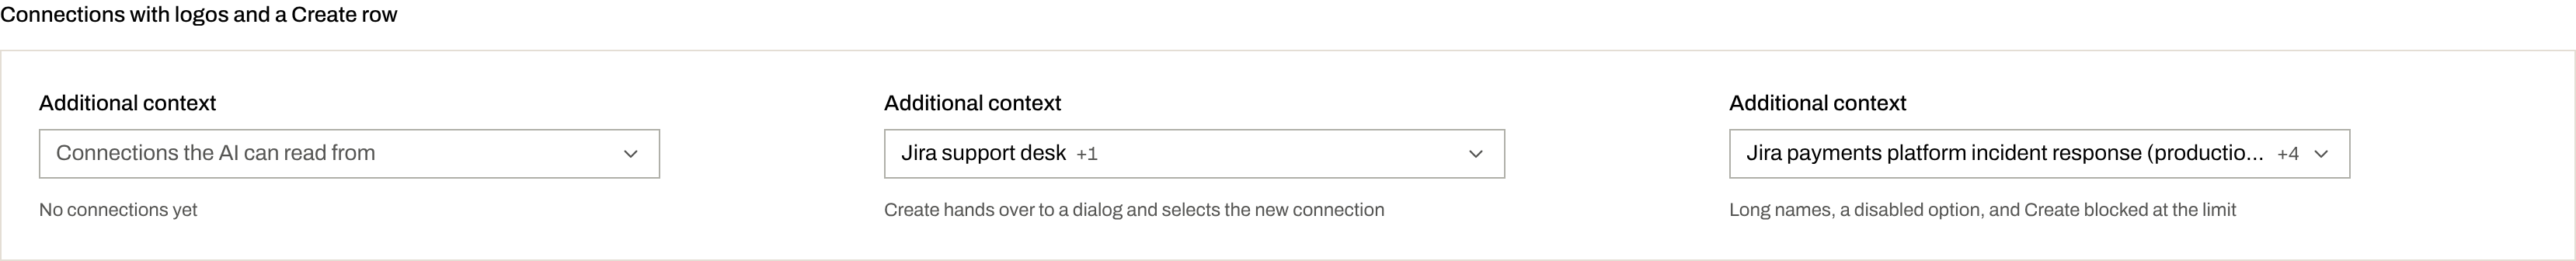 Connections with logos and a Create row
Additional context
Connections the AI can read from
No connections yet
Additional context
Jira support desk +1
Create hands over to a dialog and selects the new connection
Additional context
Jira payments platform incident response (productio... +4
Long names, a disabled option, and Create blocked at the limit